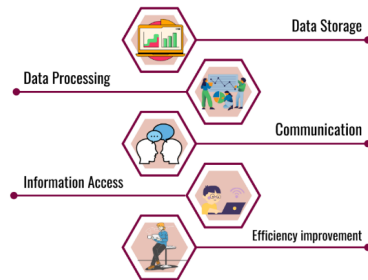 Data Storage
Data Processing
Communication
Information Access
Efficiency improvement